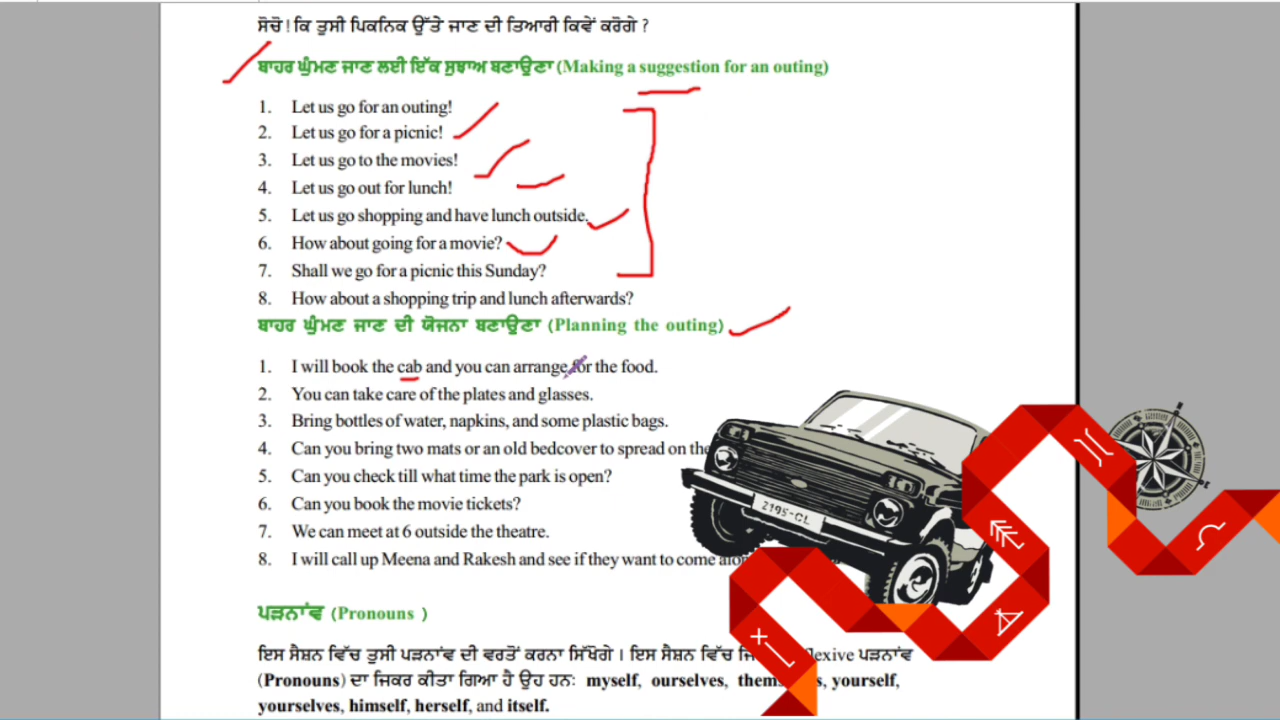 ਸੋਚੋ ! ਕਿ ਤੁਸੀ ਪਿਕਨਿਕ ਉੱਤੇ ਜਾਣ ਦੀ ਤਿਆਰੀ ਕਿਵੇਂ ਕਰੋਗੇ ?
ਬਾਹਰ ਘੁੰਮਣ ਜਾਣ ਲਈ ਇੱਕ ਸੁਝਾਅ ਬਣਾਉਣਾ (Making a suggestion for an outing)
1. Let us go for an outing!
2. Let us go for a picnic!
3. Let us go to the movies!
4. Let us go out for lunch!
5. Let us go shopping and have lunch outside.
6. How about going for a movie?
7. Shall we go for a picnic this Sunday?
8. How about a shopping trip and lunch afterwards?
ਬਾਹਰ ਘੁੰਮਣ ਜਾਣ ਦੀ ਯੋਜਨਾ ਬਣਾਉਣਾ (Planning the outing)
1. I will book the cab and you can arrange for the food.
2. You can take care of the plates and glasses.
3. Bring bottles of water, napkins, and some plastic bags.
4. Can you bring two mats or an old bedcover to spread on the
5. Can you check till what time the park is open?
6. Can you book the movie tickets?
7. We can meet at 6 outside the theatre.
8. I will call up Meena and Rakesh and see if they want to come
2195-CL
ਪੜਨਾਂਵ (Pronouns )
ਇਸ ਸੈਸ਼ਨ ਵਿੱਚ ਤੁਸੀ ਪੜਨਾਂਵ ਦੀ ਵਰਤੋਂ ਕਰਨਾ ਸਿੱਖੋਗੇ । ਇਸ ਸੈਸ਼ਨ ਵਿੱਚ lexive ਪੜਨਾਂਵ
(Pronouns) ਦਾ ਜਿਕਰ ਕੀਤਾ ਗਿਆ ਹੈ ਉਹ ਹਨ: myself, ourselves, them s, yourself,
yourselves, himself, herself, and itself.